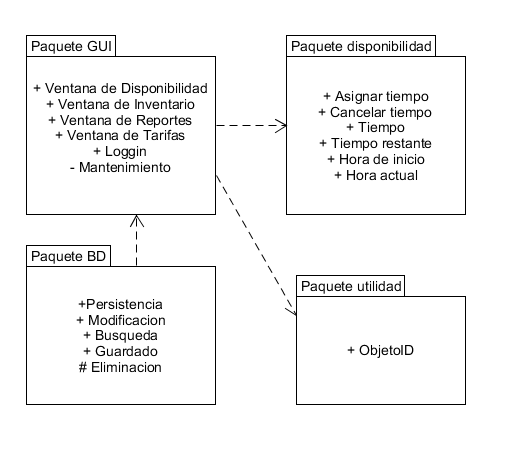 Paquete GUI
+ Ventana de Disponibilidad
+ Ventana de Inventario
+ Ventana de Reportes
+ Ventana de Tarifas
+ Loggin
- Mantenimiento
Paquete disponibilidad
+ Asignar tiempo
+ Cancelar tiempo
+ Tiempo
+ Tiempo restante
+ Hora de inicio
+ Hora actual
Paquete BD
+Persistencia
+ Modificacion
+ Busqueda
+ Guardado
# Eliminacion
Paquete utilidad
+ ObjetoID